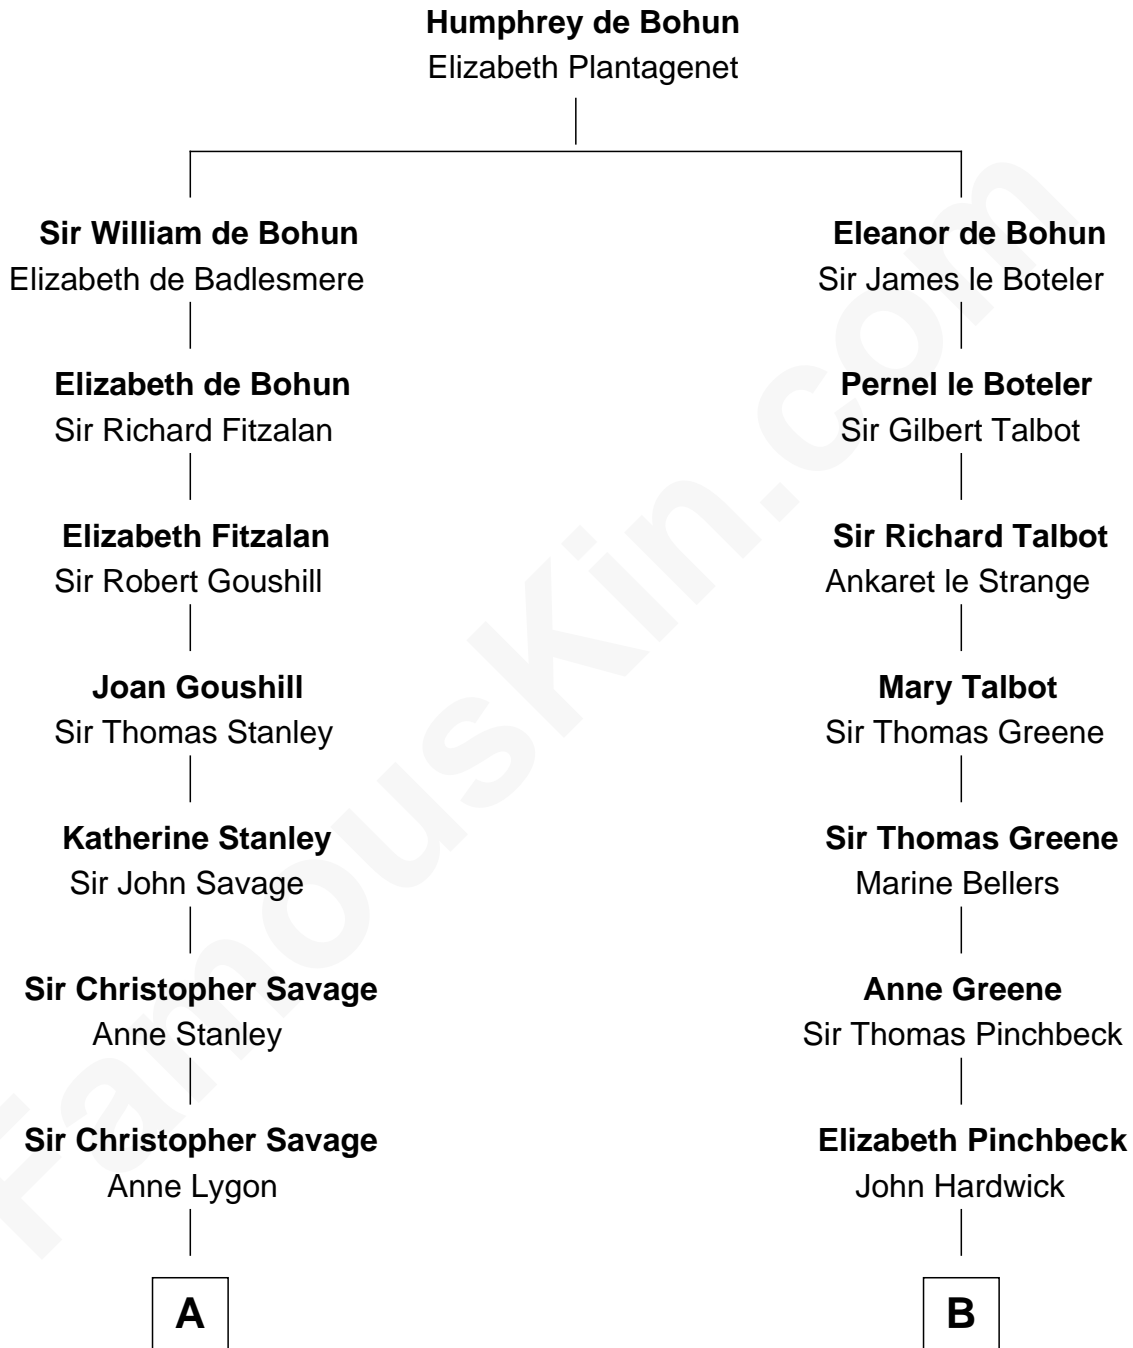 Humphrey de Bohun
Elizabeth Plantagenet
Sir William de Bohun
Elizabeth de Badlesmere
Eleanor de Bohun
Sir James le Boteler
Elizabeth de Bohun
Sir Richard Fitzalan
Pernel le Boteler
Sir Gilbert Talbot
Elizabeth Fitzalan
Sir Robert Goushill
Sir Richard Talbot
Ankaret le Strange
Joan Goushill
Sir Thomas Stanley
Mary Talbot
Sir Thomas Greene
Katherine Stanley
Sir John Savage
Sir Thomas Greene
Marine Bellers
Sir Christopher Savage
Anne Stanley
Anne Greene
Sir Thomas Pinchbeck
Sir Christopher Savage
Anne Lygon
Elizabeth Pinchbeck
John Hardwick
A
B
FamousKin.com